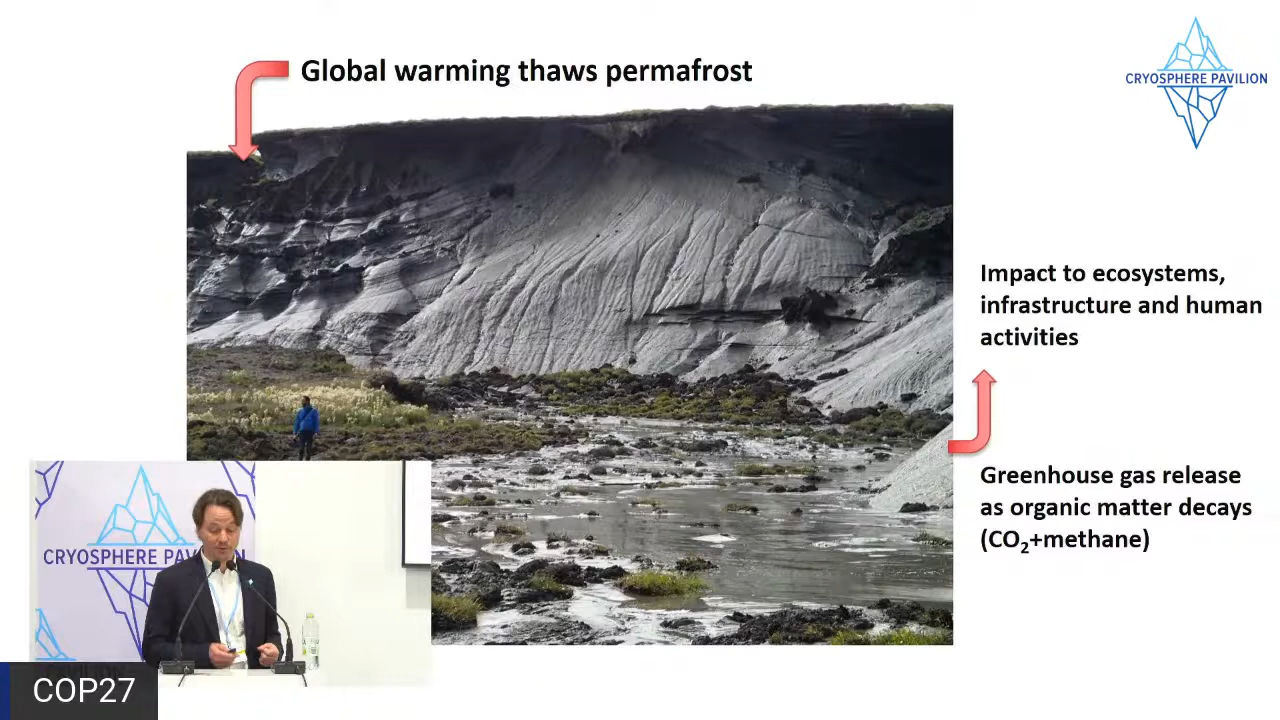 Global warming thaws permafrost
CRYOSPHERE PAVILION
Impact to ecosystems,
infrastructure and human
activities
Greenhouse gas release
as organic matter decays
(CO₂+methane)
CRYOSPHERE PAVILION
COP27